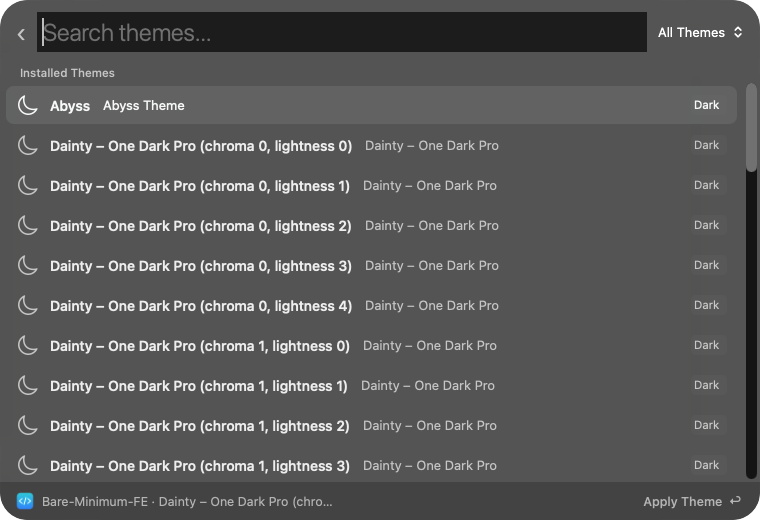 Search themes...
All Themes
Installed Themes
Abyss Abyss Theme Dark
Dainty – One Dark Pro (chroma 0, lightness 0) Dainty – One Dark Pro Dark
Dainty – One Dark Pro (chroma 0, lightness 1) Dainty – One Dark Pro Dark
Dainty – One Dark Pro (chroma 0, lightness 2) Dainty – One Dark Pro Dark
Dainty – One Dark Pro (chroma 0, lightness 3) Dainty – One Dark Pro Dark
Dainty – One Dark Pro (chroma 0, lightness 4) Dainty – One Dark Pro Dark
Dainty – One Dark Pro (chroma 1, lightness 0) Dainty – One Dark Pro Dark
Dainty – One Dark Pro (chroma 1, lightness 1) Dainty – One Dark Pro Dark
Dainty – One Dark Pro (chroma 1, lightness 2) Dainty – One Dark Pro Dark
Dainty – One Dark Pro (chroma 1, lightness 3) Dainty – One Dark Pro Dark
Bare-Minimum-FE · Dainty – One Dark Pro (chro... Apply Theme